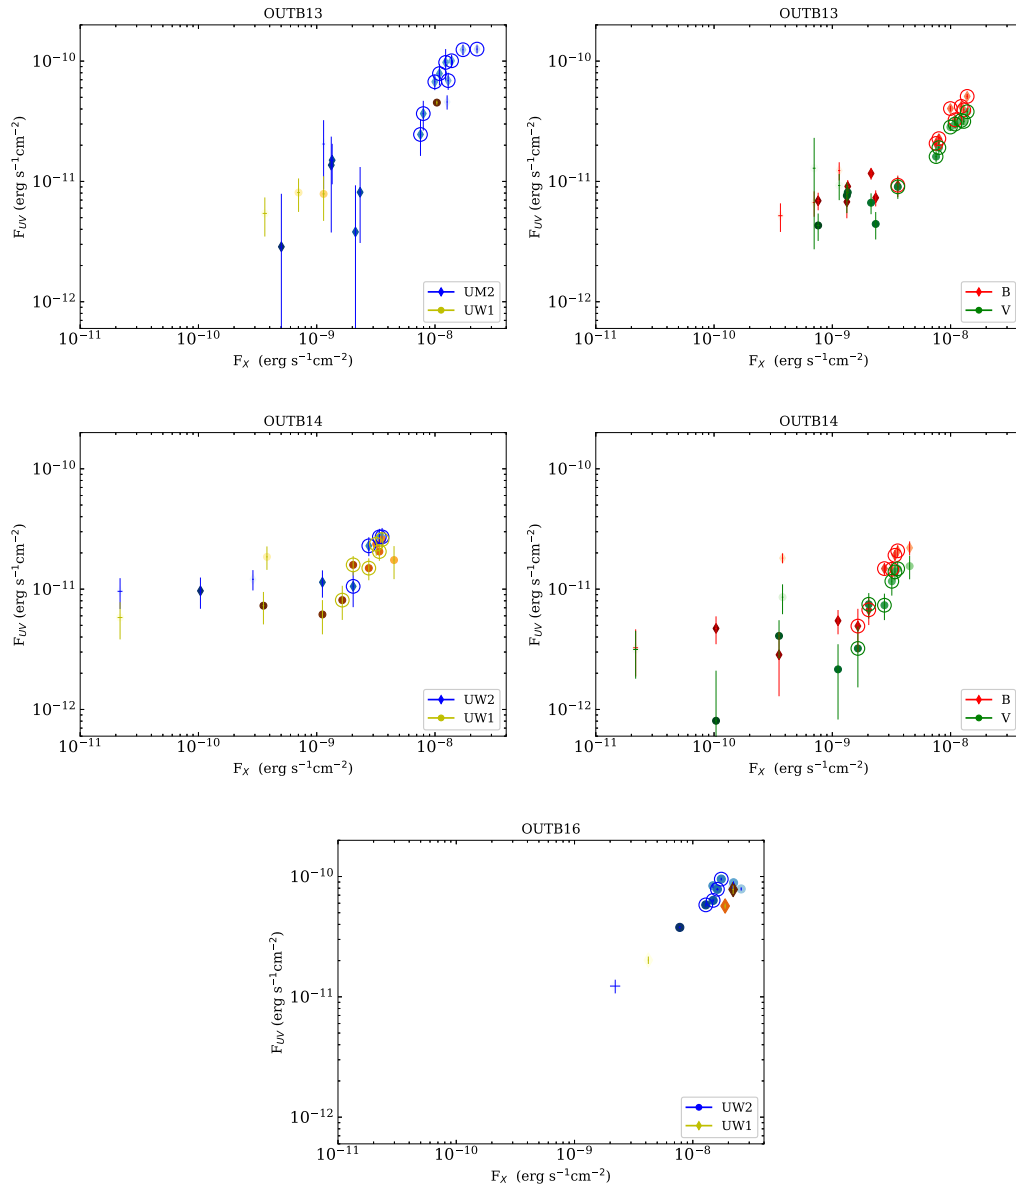 OUTB13
OUTB13
10⁻¹⁰
10⁻¹¹
10⁻¹²
F_UV (erg s⁻¹cm⁻²)
UM2
UW1
10⁻¹¹ 10⁻¹⁰ 10⁻⁹ 10⁻⁸
F_X (erg s⁻¹cm⁻²)
10⁻¹⁰
10⁻¹¹
10⁻¹²
F_UV (erg s⁻¹cm⁻²)
B
V
10⁻¹¹ 10⁻¹⁰ 10⁻⁹ 10⁻⁸
F_X (erg s⁻¹cm⁻²)
OUTB14
OUTB14
10⁻¹⁰
10⁻¹¹
10⁻¹²
F_UV (erg s⁻¹cm⁻²)
UW2
UW1
10⁻¹¹ 10⁻¹⁰ 10⁻⁹ 10⁻⁸
F_X (erg s⁻¹cm⁻²)
10⁻¹⁰
10⁻¹¹
10⁻¹²
F_UV (erg s⁻¹cm⁻²)
B
V
10⁻¹¹ 10⁻¹⁰ 10⁻⁹ 10⁻⁸
F_X (erg s⁻¹cm⁻²)
OUTB16
10⁻¹⁰
10⁻¹¹
10⁻¹²
F_UV (erg s⁻¹cm⁻²)
UW2
UW1
10⁻¹¹ 10⁻¹⁰ 10⁻⁹ 10⁻⁸
F_X (erg s⁻¹cm⁻²)